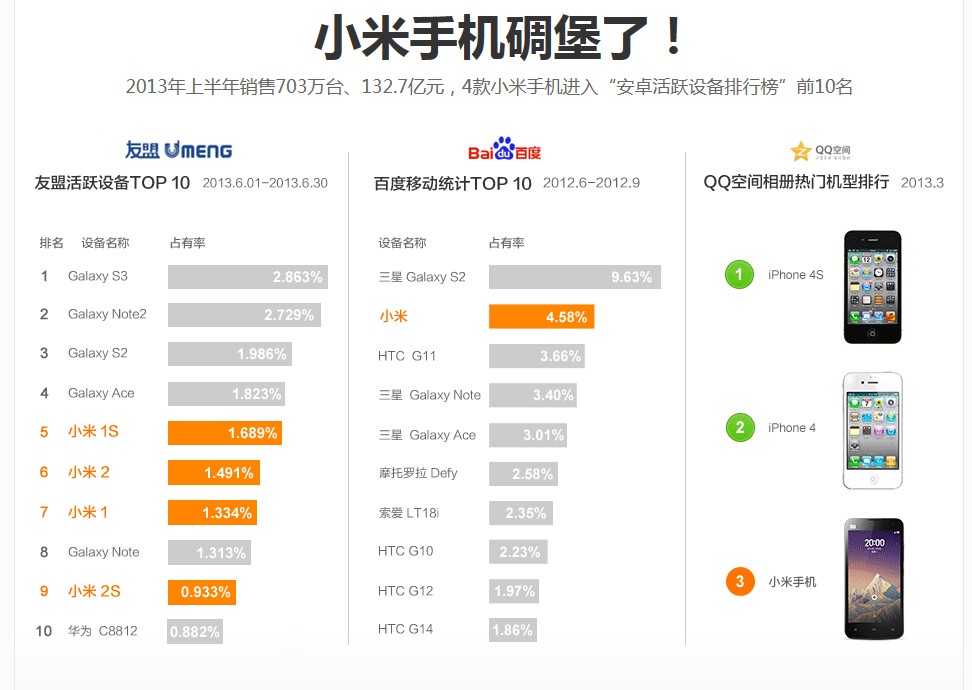 小米手机碉堡了！
2013年上半年销售703万台、132.7亿元，4款小米手机进入“安卓活跃设备排行榜”前10名
友盟 UMENG
友盟活跃设备TOP 10 2013.6.01-2013.6.30
排名 设备名称 占有率
1 Galaxy S3 2.863%
2 Galaxy Note2 2.729%
3 Galaxy S2 1.986%
4 Galaxy Ace 1.823%
5 小米 1S 1.689%
6 小米 2 1.491%
7 小米 1 1.334%
8 Galaxy Note 1.313%
9 小米 2S 0.933%
10 华为 C8812 0.882%
Bai du 百度
百度移动统计TOP 10 2012.6-2012.9
设备名称 占有率
三星 Galaxy S2 9.63%
小米 4.58%
HTC G11 3.66%
三星 Galaxy Note 3.40%
三星 Galaxy Ace 3.01%
摩托罗拉 Defy 2.58%
索爱 LT18i 2.35%
HTC G10 2.23%
HTC G12 1.97%
HTC G14 1.86%
QQ空间
QQ空间相册热门机型排行 2013.3
1 iPhone 4S
2 iPhone 4
3 小米手机
20:00